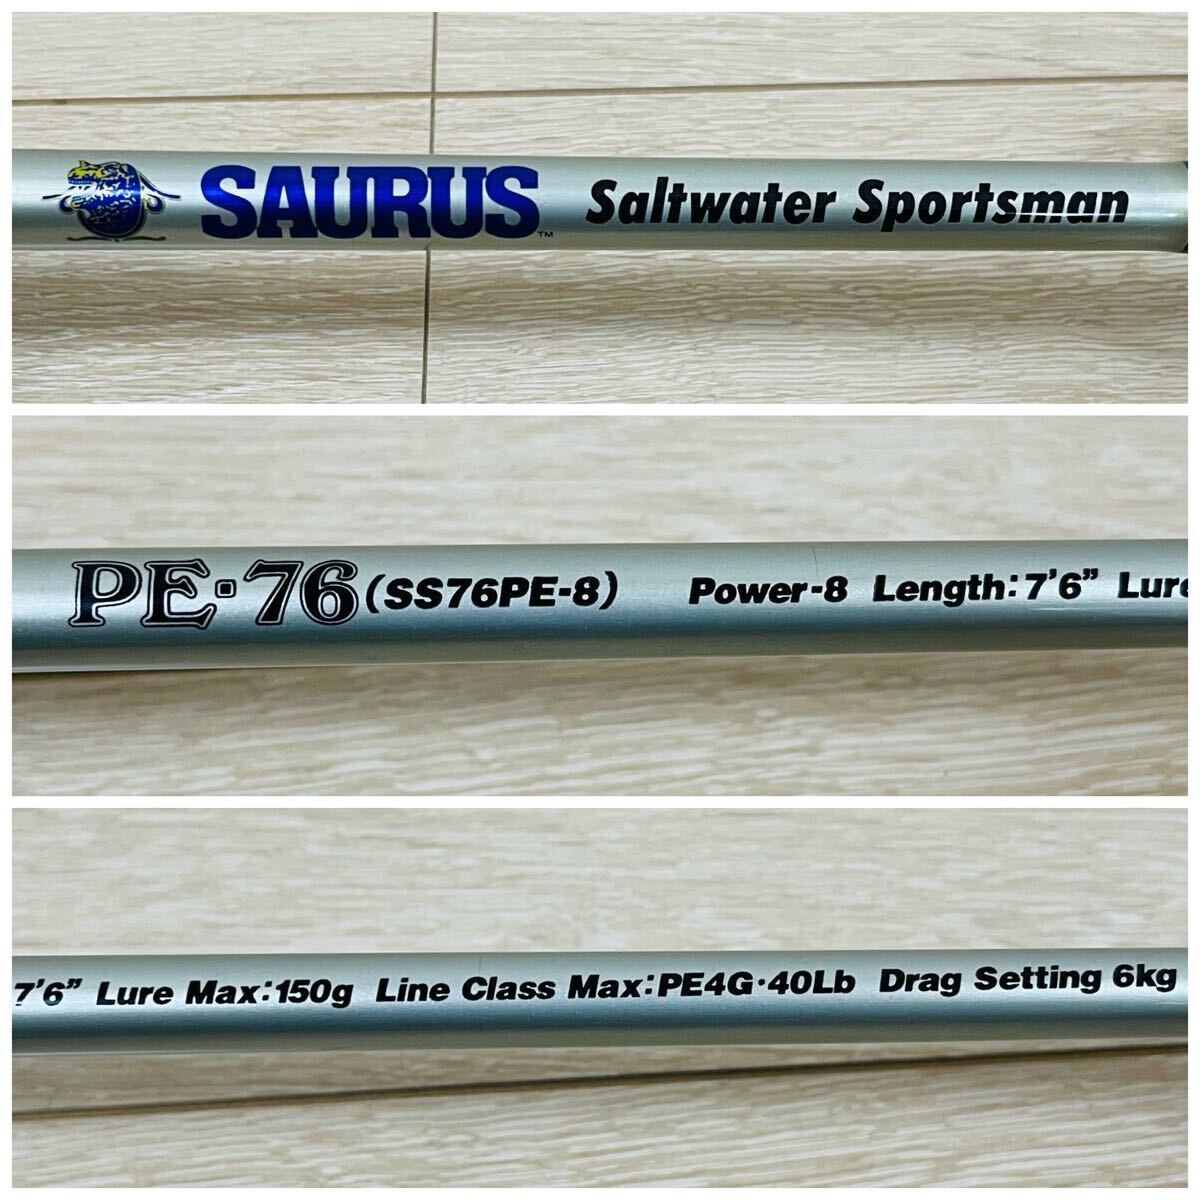 SAURUS™ Saltwater Sportsman
PE·76 (SS76PE-8) Power-8 Length:7'6” Lure
7'6” Lure Max:150g Line Class Max:PE4G·40Lb Drag Setting 6kg